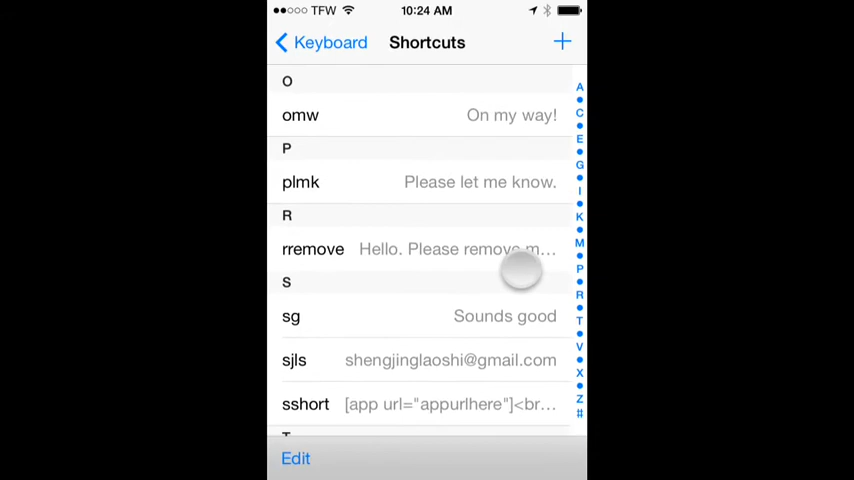 TFW 10:24 AM
Keyboard Shortcuts +
O
omw On my way!
P
plmk Please let me know.
R
rremove Hello. Please remove m...
S
sg Sounds good
sjls shengjinglaoshi@gmail.com
sshort [app url="appurlhere"]<br...
Edit
A
C
E
G
I
K
M
P
R
T
V
X
Z
#